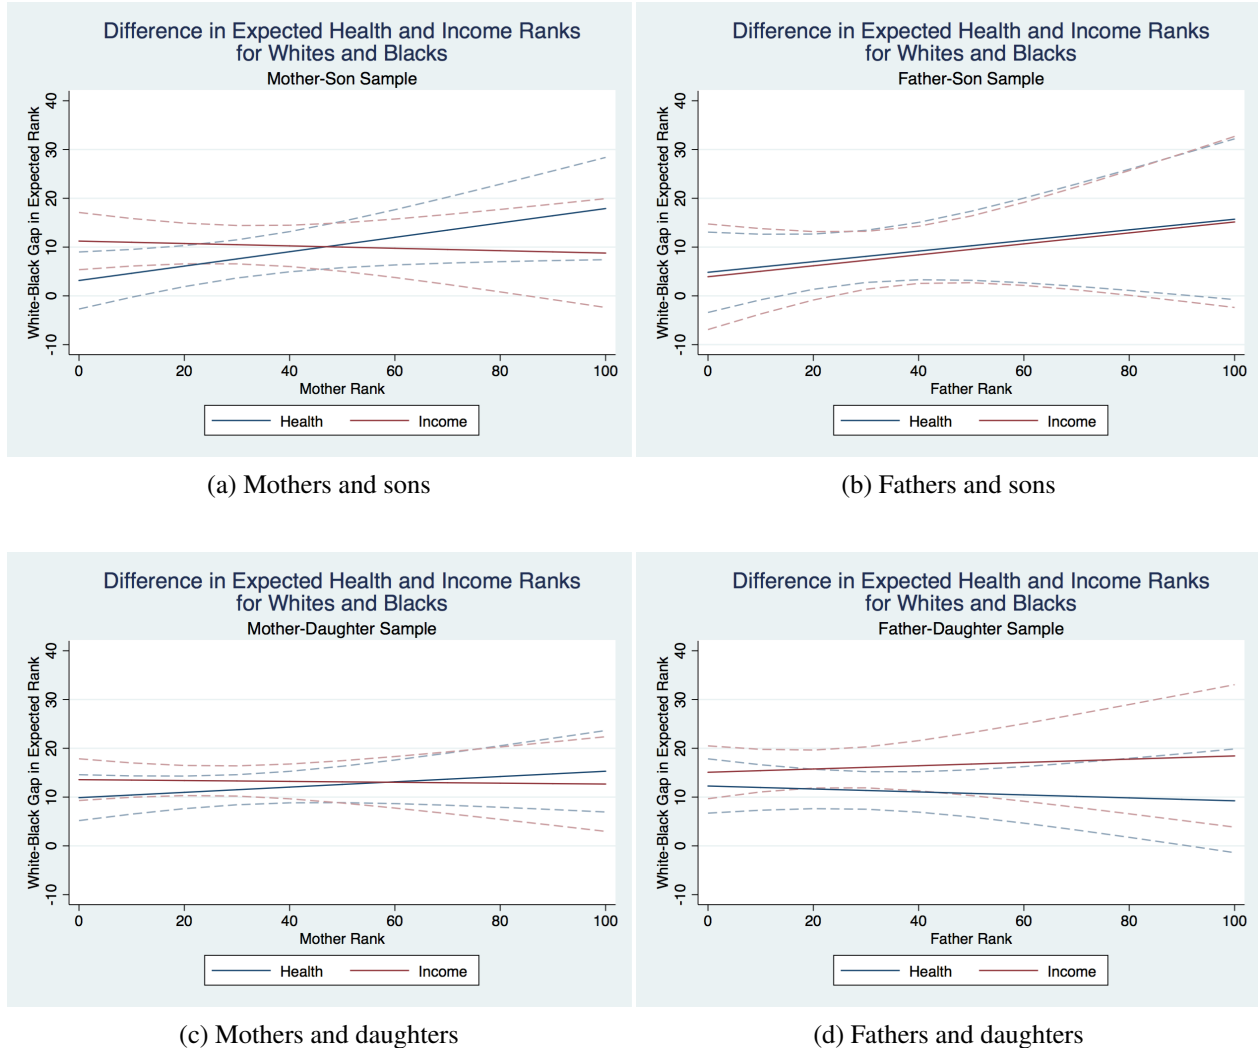 Difference in Expected Health and Income Ranks
for Whites and Blacks
Mother-Son Sample
White-Black Gap in Expected Rank
40
30
20
10
0
-10
0 20 40 60 80 100
Mother Rank
Health Income
(a) Mothers and sons
Difference in Expected Health and Income Ranks
for Whites and Blacks
Father-Son Sample
White-Black Gap in Expected Rank
40
30
20
10
0
-10
0 20 40 60 80 100
Father Rank
Health Income
(b) Fathers and sons
Difference in Expected Health and Income Ranks
for Whites and Blacks
Mother-Daughter Sample
White-Black Gap in Expected Rank
40
30
20
10
0
-10
0 20 40 60 80 100
Mother Rank
Health Income
(c) Mothers and daughters
Difference in Expected Health and Income Ranks
for Whites and Blacks
Father-Daughter Sample
White-Black Gap in Expected Rank
40
30
20
10
0
-10
0 20 40 60 80 100
Father Rank
Health Income
(d) Fathers and daughters